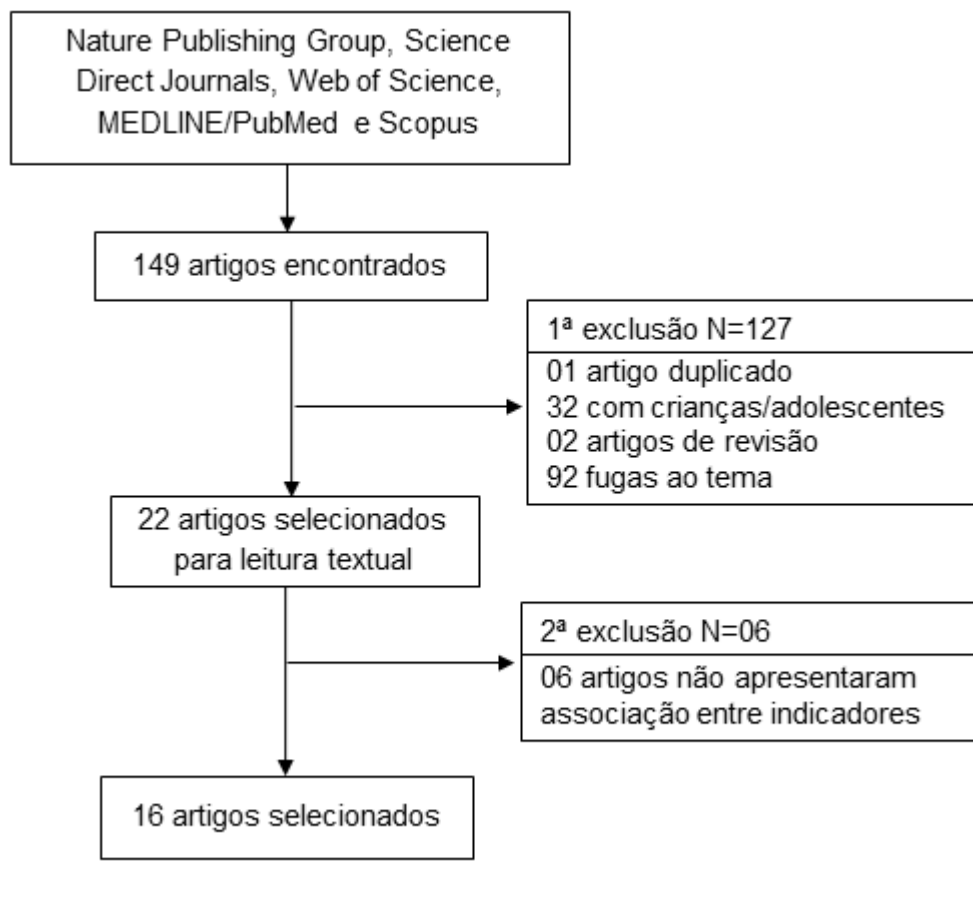 Nature Publishing Group, Science
Direct Journals, Web of Science,
MEDLINE/PubMed e Scopus
149 artigos encontrados
1ª exclusão N=127
01 artigo duplicado
32 com crianças/adolescentes
02 artigos de revisão
92 fugas ao tema
22 artigos selecionados
para leitura textual
2ª exclusão N=06
06 artigos não apresentaram
associação entre indicadores
16 artigos selecionados